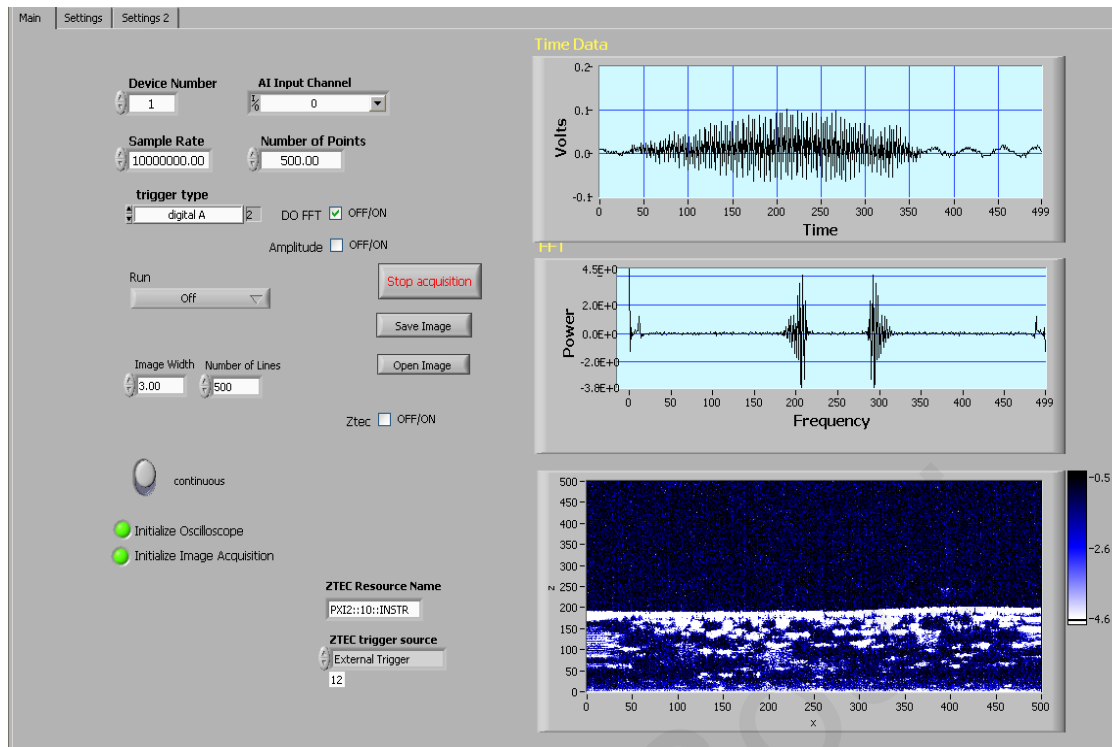 Main Settings Settings 2
Device Number AI Input Channel
1 0
Sample Rate Number of Points
10000000.00 500.00
trigger type
digital A 2 DO FFT OFF/ON
Amplitude OFF/ON
Run
Off
Stop acquisition
Save Image
Open Image
Image Width Number of Lines
3.00 500
Ztec OFF/ON
continuous
Initialize Oscilloscope
Initialize Image Acquisition
ZTEC Resource Name
PXI2::10::INSTR
ZTEC trigger source
External Trigger
12
Time Data
Volts
0.2
0.1
0.0
-0.1
0 50 100 150 200 250 300 350 400 450 499
Time
FFT
Power
4.5E+0
2.0E+0
0.0E+0
-2.0E+0
-3.8E+0
0 50 100 150 200 250 300 350 400 450 499
Frequency
z
500
450
400
350
300
250
200
150
100
50
0
0 50 100 150 200 250 300 350 400 450 500
x
-0.5
-2.6
-4.6